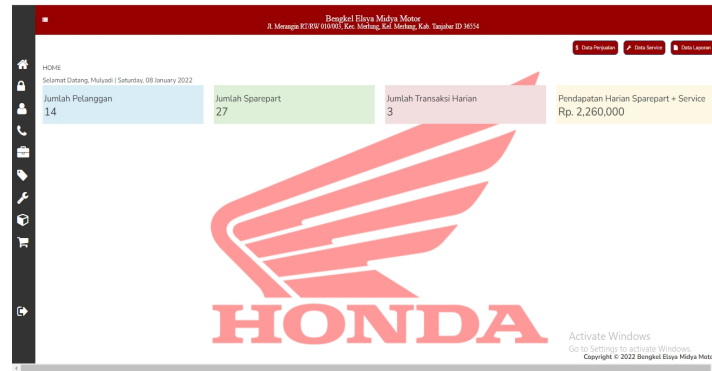 Bengkel Elsya Midya Motor
Jl. Merangin RT/RW 010/003, Kec. Merlung, Kel. Merlung, Kab. Tanjabar ID 36554
$ Data Penjualan Data Service Data Laporan
HOME
Selamat Datang, Mulyadi | Saturday, 08 January 2022
Jumlah Pelanggan
14
Jumlah Sparepart
27
Jumlah Transaksi Harian
3
Pendapatan Harian Sparepart + Service
Rp. 2,260,000
HONDA
Activate Windows
Go to Settings to activate Windows.
Copyright © 2022 Bengkel Elsya Midya Moto